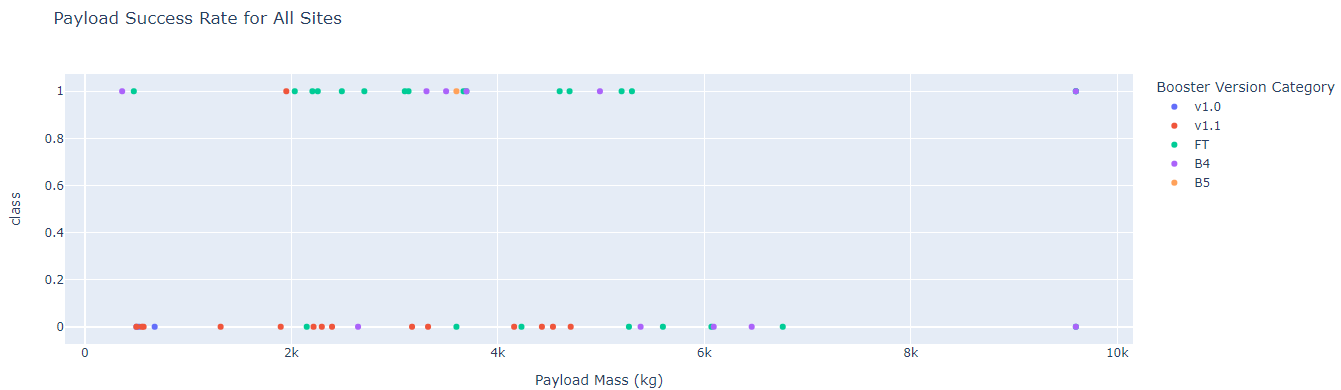 Payload Success Rate for All Sites
Booster Version Category
v1.0
v1.1
FT
B4
B5
class
1
0.8
0.6
0.4
0.2
0
0 2k 4k 6k 8k 10k
Payload Mass (kg)